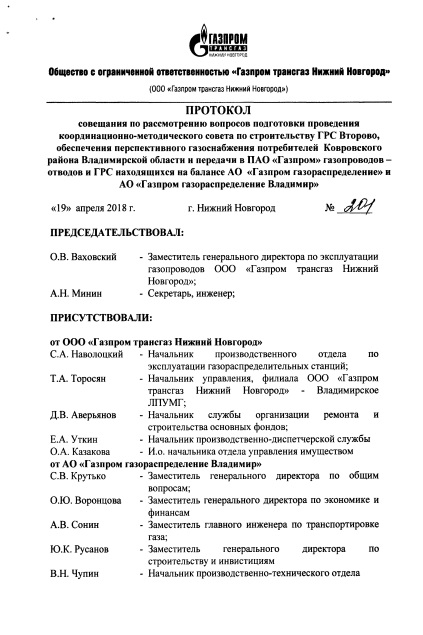 ГАЗПРОМ
ТРАНСГАЗ
НИЖНИЙ НОВГОРОД
Общество с ограниченной ответственностью «Газпром трансгаз Нижний Новгород»
(ООО «Газпром трансгаз Нижний Новгород»)
ПРОТОКОЛ
совещания по рассмотрению вопросов подготовки проведения
координационно-методического совета по строительству ГРС Второво,
обеспечения перспективного газоснабжения потребителей Ковровского
района Владимирской области и передачи в ПАО «Газпром» газопроводов –
отводов и ГРС находящихся на балансе АО «Газпром газораспределение» и
АО «Газпром газораспределение Владимир»
«19» апреля 2018 г. г. Нижний Новгород № 201
ПРЕДСЕДАТЕЛЬСТВОВАЛ:
О.В. Ваховский - Заместитель генерального директора по эксплуатации
газопроводов ООО «Газпром трансгаз Нижний
Новгород»;
А.Н. Минин - Секретарь, инженер;
ПРИСУТСТВОВАЛИ:
от ООО «Газпром трансгаз Нижний Новгород»
С.А. Наволоцкий - Начальник производственного отдела по
эксплуатации газораспределительных станций;
Т.А. Торосян - Начальник управления, филиала ООО «Газпром
трансгаз Нижний Новгород» - Владимирское
ЛПУМГ;
Д.В. Аверьянов - Начальник службы организации ремонта и
строительства основных фондов;
Е.А. Уткин - Начальник производственно-диспетчерской службы
О.А. Казакова - И.о. начальника отдела управления имуществом
от АО «Газпром газораспределение Владимир»
С.В. Крутько - Заместитель генерального директора по общим
вопросам;
О.Ю. Воронцова - Заместитель генерального директора по экономике и
финансам
А.В. Сонин - Заместитель главного инженера по транспортировке
газа;
Ю.К. Русанов - Заместитель генерального директора по
строительству и инвистициям
В.Н. Чупин - Начальник производственно-технического отдела